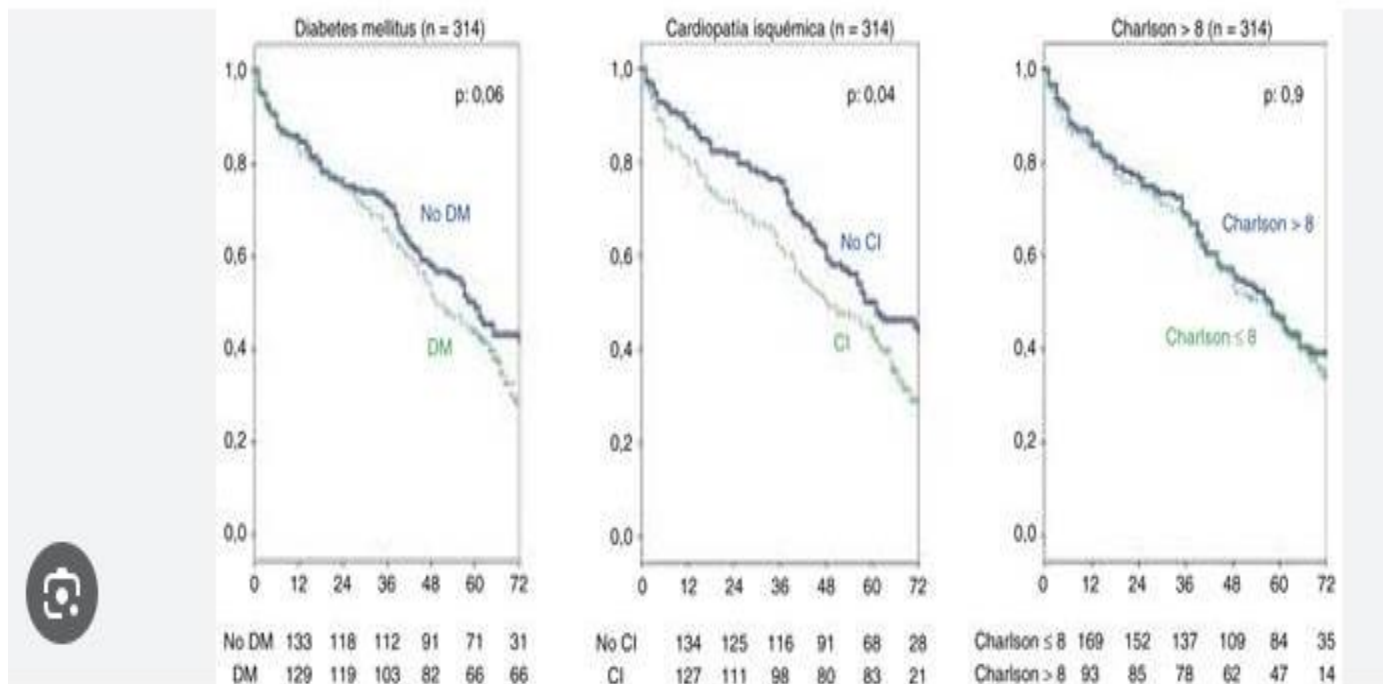 Diabetes mellitus (n = 314)
1,0
0,8
0,6
0,4
0,2
0,0
p: 0,06
No DM
DM
0 12 24 36 48 60 72
No DM 133 118 112 91 71 31
DM 129 119 103 82 66 66
Cardiopatía isquémica (n = 314)
1,0
0,8
0,6
0,4
0,2
0,0
p: 0,04
No CI
CI
0 12 24 36 48 60 72
No CI 134 125 116 91 68 28
CI 127 111 98 80 83 21
Charlson > 8 (n = 314)
1,0
0,8
0,6
0,4
0,2
0,0
p: 0,9
Charlson > 8
Charlson ≤ 8
0 12 24 36 48 60 72
Charlson ≤ 8 169 152 137 109 84 35
Charlson > 8 93 85 78 62 47 14